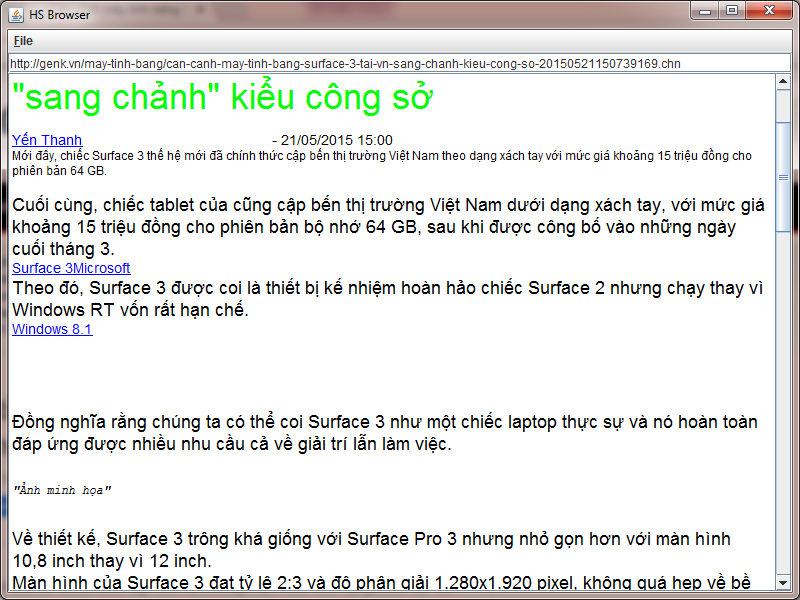 HS Browser
File
http://genk.vn/may-tinh-bang/can-canh-may-tinh-bang-surface-3-tai-vn-sang-chanh-kieu-cong-so-20150521150739169.chn
"sang chảnh" kiểu công sở
Yến Thanh - 21/05/2015 15:00
Mới đây, chiếc Surface 3 thế hệ mới đã chính thức cập bến thị trường Việt Nam theo dạng xách tay với mức giá khoảng 15 triệu đồng cho
phiên bản 64 GB.
Cuối cùng, chiếc tablet của cũng cập bến thị trường Việt Nam dưới dạng xách tay, với mức giá
khoảng 15 triệu đồng cho phiên bản bộ nhớ 64 GB, sau khi được công bố vào những ngày
cuối tháng 3.
Surface 3Microsoft
Theo đó, Surface 3 được coi là thiết bị kế nhiệm hoàn hảo chiếc Surface 2 nhưng chạy thay vì
Windows RT vốn rất hạn chế.
Windows 8.1
Đồng nghĩa rằng chúng ta có thể coi Surface 3 như một chiếc laptop thực sự và nó hoàn toàn
đáp ứng được nhiều nhu cầu cả về giải trí lẫn làm việc.
"Ảnh minh họa"
Về thiết kế, Surface 3 trông khá giống với Surface Pro 3 nhưng nhỏ gọn hơn với màn hình
10,8 inch thay vì 12 inch.
Màn hình của Surface 3 đạt tỷ lệ 2:3 và độ phân giải 1.280x1.920 pixel, không quá hẹp về bề